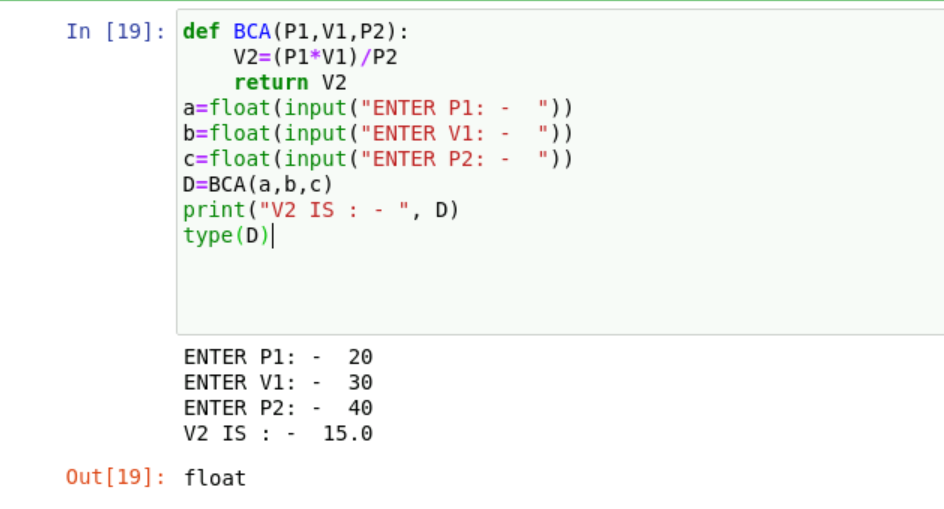 In [19]: def BCA(P1,V1,P2):
    V2=(P1*V1)/P2
    return V2
a=float(input("ENTER P1: -  "))
b=float(input("ENTER V1: -  "))
c=float(input("ENTER P2: -  "))
D=BCA(a,b,c)
print("V2 IS : - ", D)
type(D)
ENTER P1: -  20
ENTER V1: -  30
ENTER P2: -  40
V2 IS : -  15.0
Out[19]: float